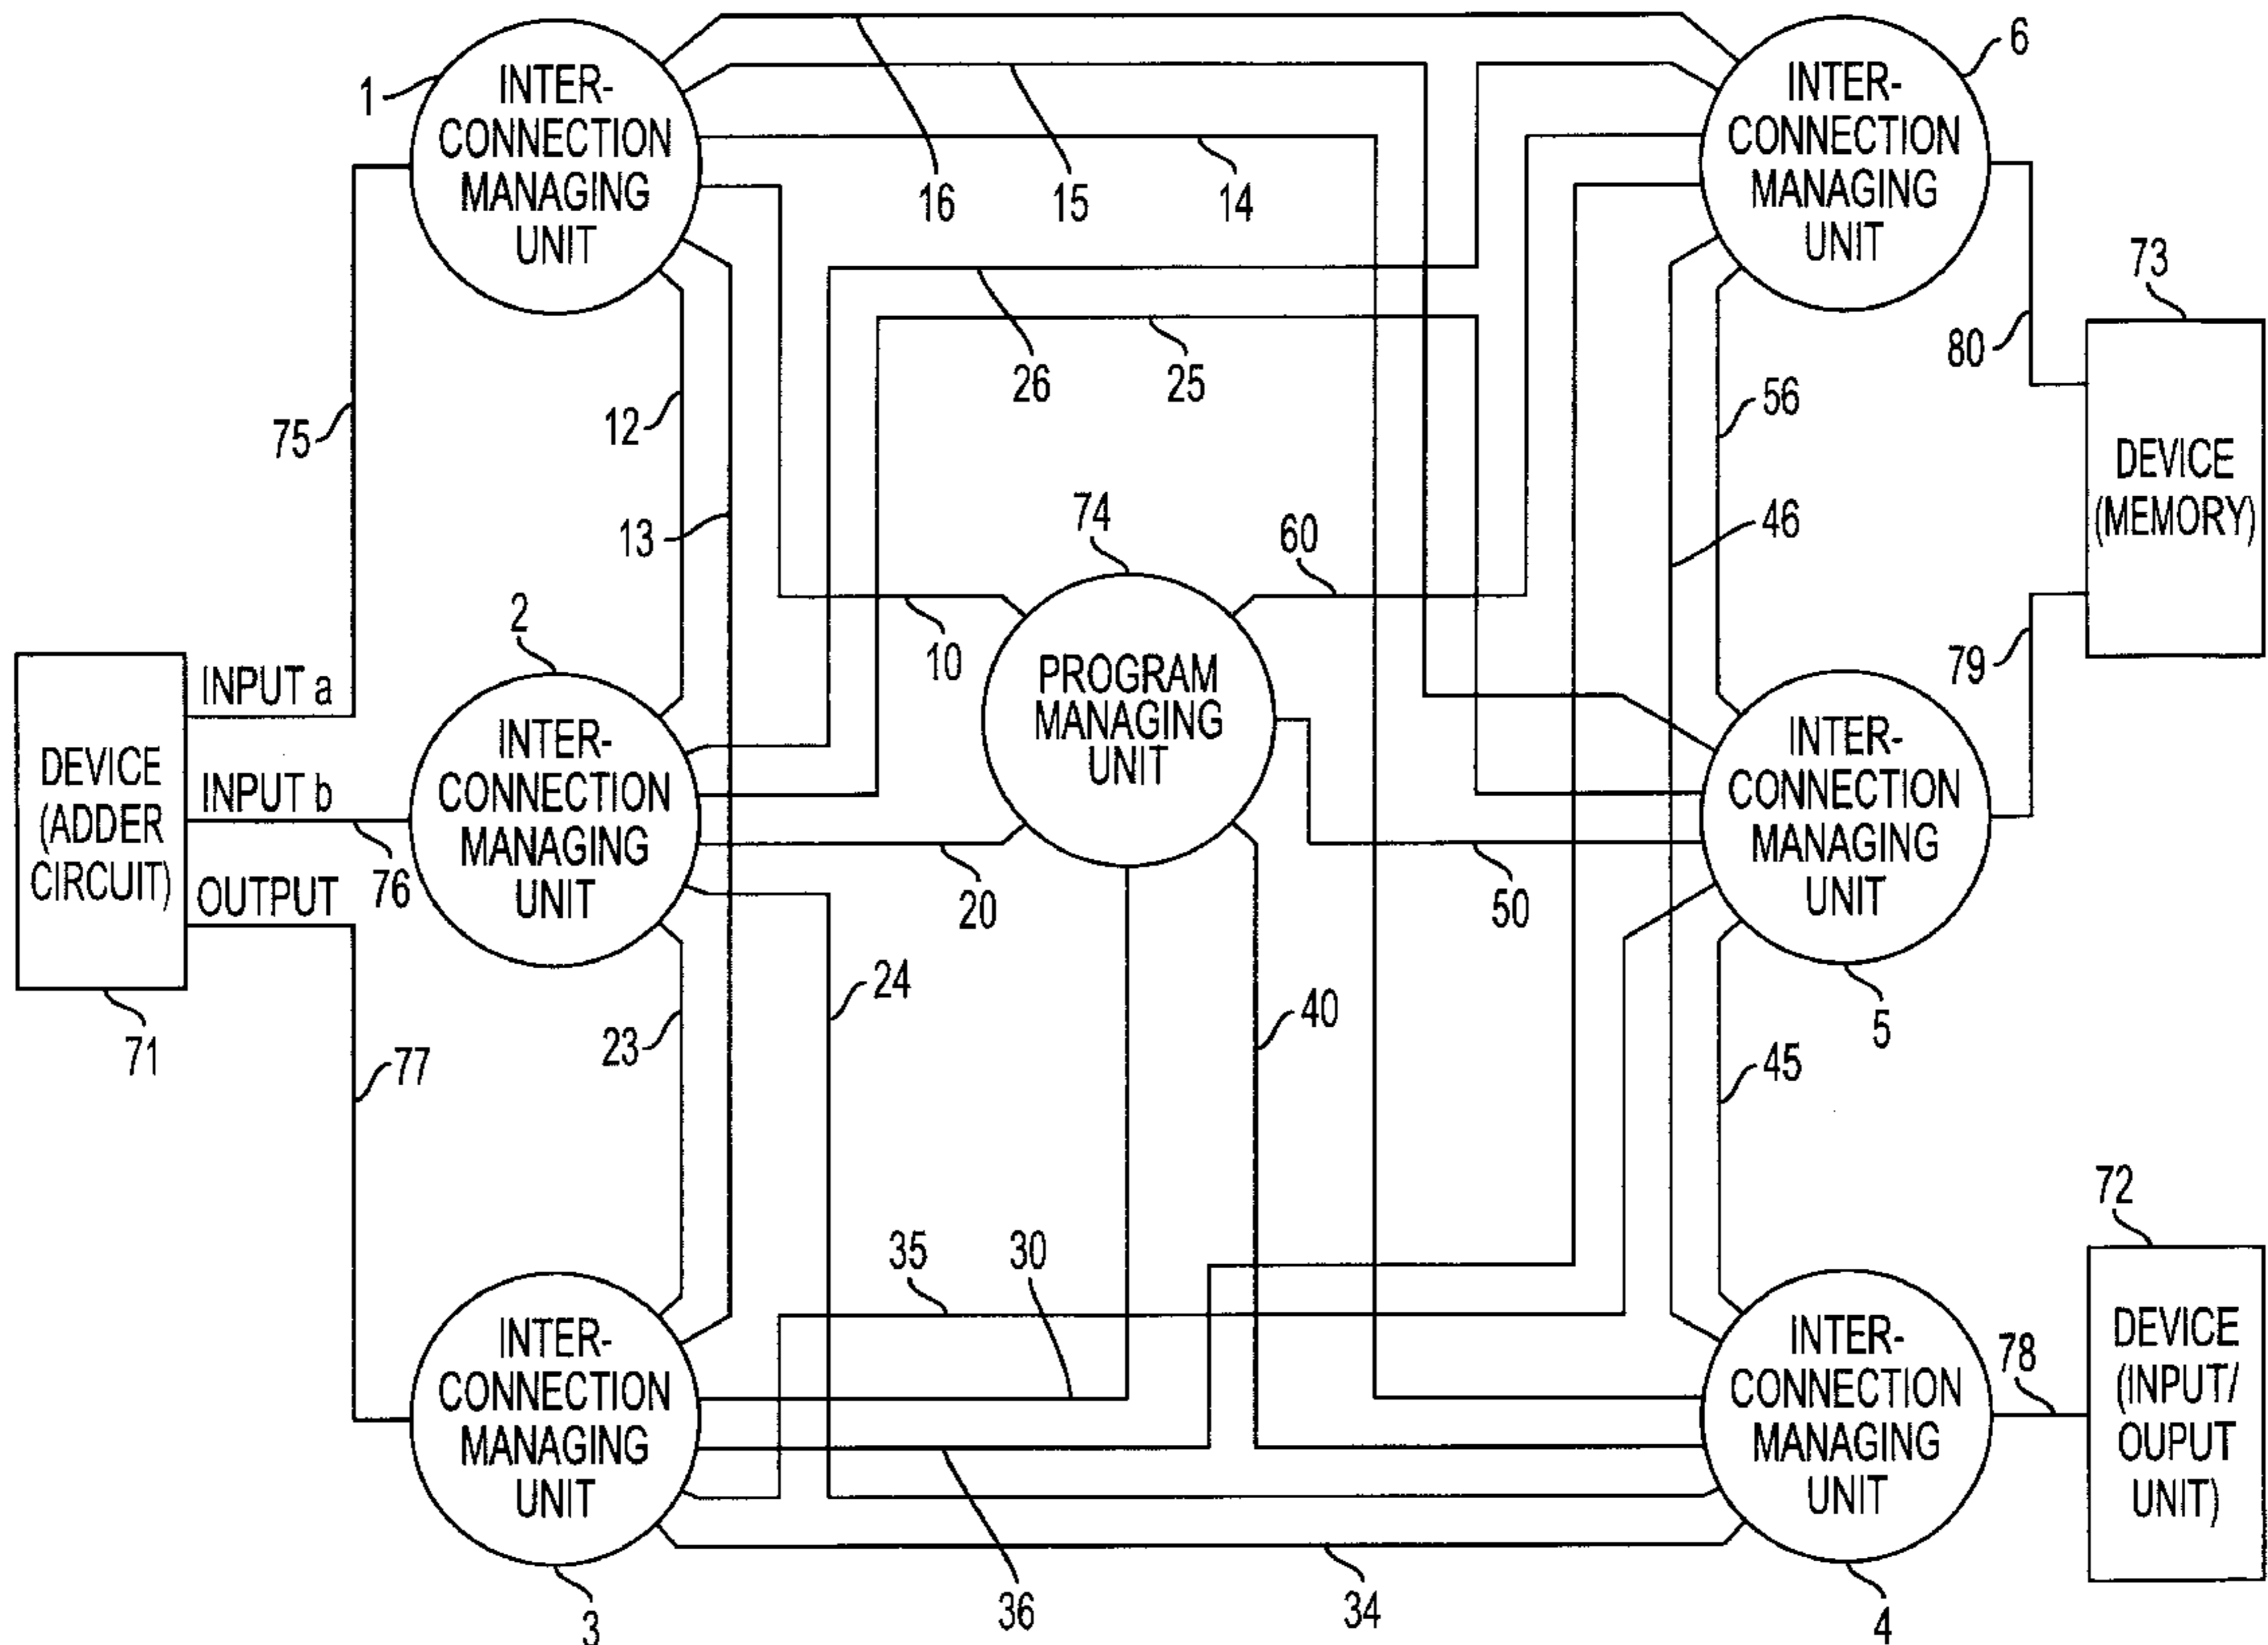 1
INTER-
CONNECTION
MANAGING
UNIT
6
INTER-
CONNECTION
MANAGING
UNIT
16
15
14
73
26
25
80
75
12
56
DEVICE
(MEMORY)
13
74
60
46
2
10
79
INPUT a
PROGRAM
MANAGING
UNIT
DEVICE
(ADDER
CIRCUIT)
INPUT b
76
OUTPUT
INTER-
CONNECTION
MANAGING
UNIT
INTER-
CONNECTION
MANAGING
UNIT
20
50
24
40
5
71
77
23
45
72
35
30
INTER-
CONNECTION
MANAGING
UNIT
INTER-
CONNECTION
MANAGING
UNIT
78
DEVICE
(INPUT/
OUPUT
UNIT)
3
36
34
4